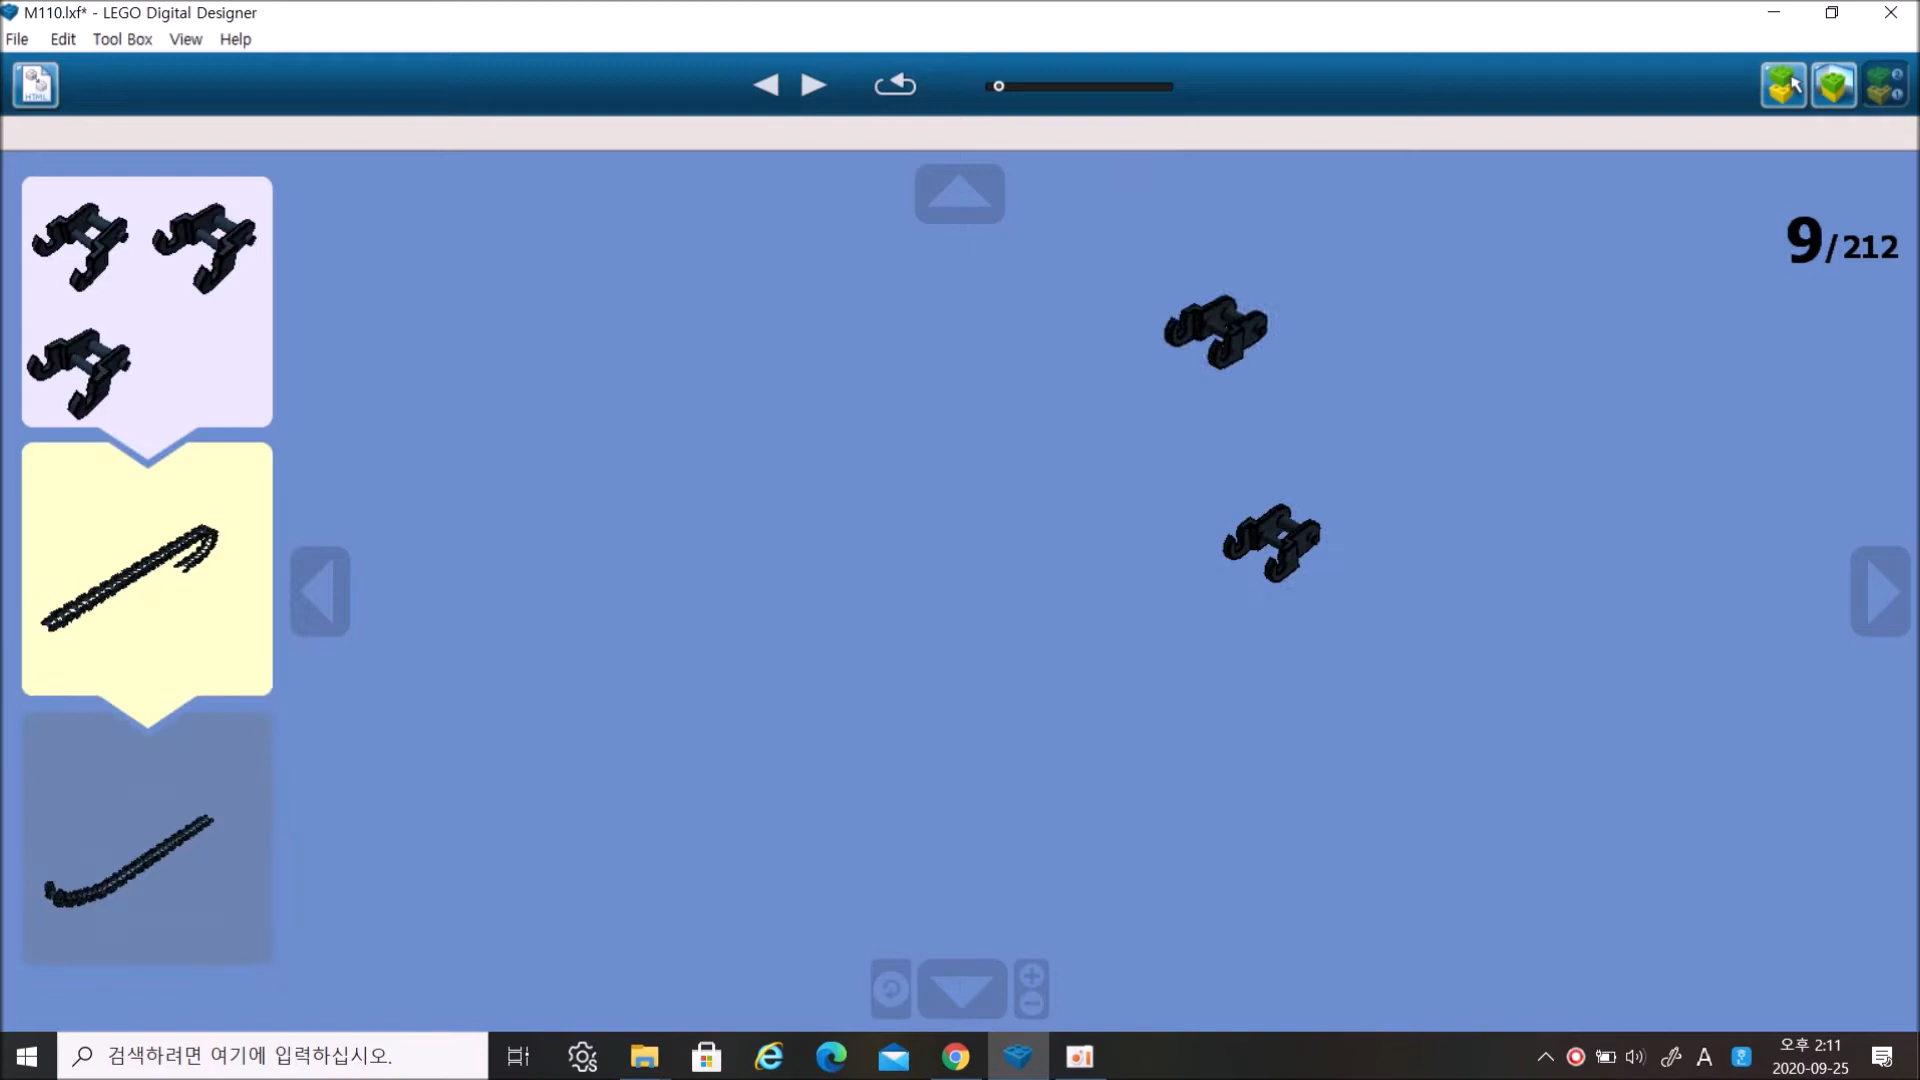 M110.lxf* - LEGO Digital Designer
File Edit Tool Box View Help
HTML
9/212
검색하려면 여기에 입력하십시오.
A
오후 2:11
2020-09-25